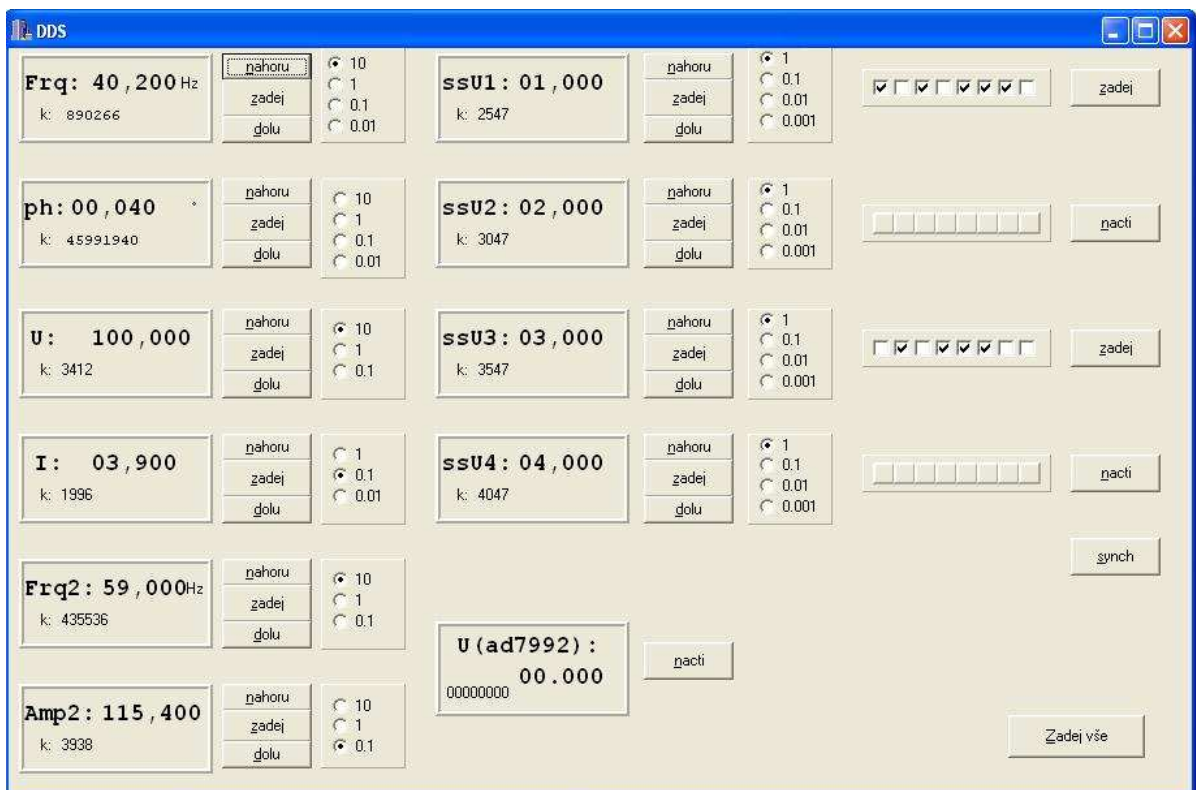 DDS
Frq: 40,200 Hz
k: 890266
nahoru
zadej
dolu
10
1
0.1
0.01
ssU1: 01,000
k: 2547
nahoru
zadej
dolu
1
0.1
0.01
0.001
zadej
ph: 00,040 °
k: 45991940
nahoru
zadej
dolu
10
1
0.1
0.01
ssU2: 02,000
k: 3047
nahoru
zadej
dolu
1
0.1
0.01
0.001
nacti
U: 100,000
k: 3412
nahoru
zadej
dolu
10
1
0.1
ssU3: 03,000
k: 3547
nahoru
zadej
dolu
1
0.1
0.01
0.001
zadej
I: 03,900
k: 1996
nahoru
zadej
dolu
1
0.1
0.01
ssU4: 04,000
k: 4047
nahoru
zadej
dolu
1
0.1
0.01
0.001
nacti
synch
Frq2: 59,000Hz
k: 435536
nahoru
zadej
dolu
10
1
0.1
U(ad7992):
00.000
00000000
nacti
Amp2: 115,400
k: 3938
nahoru
zadej
dolu
10
1
0.1
Zadej vše